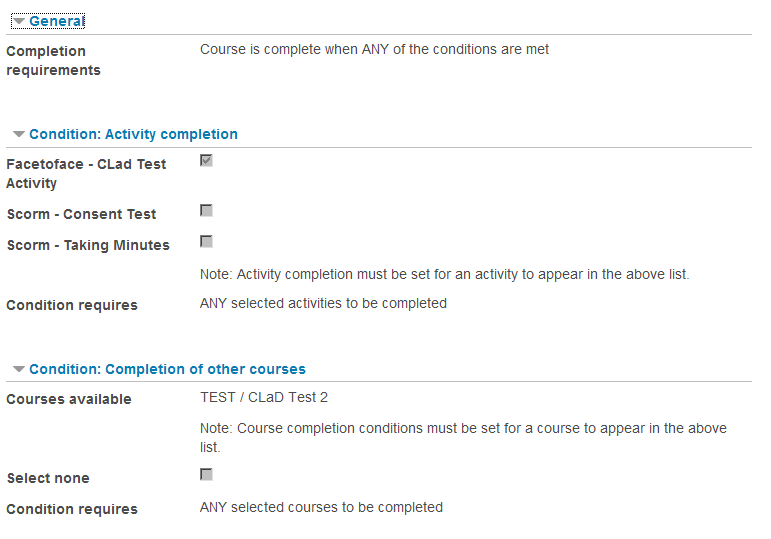 General
Completion requirements
Course is complete when ANY of the conditions are met
Condition: Activity completion
Facetoface - CLad Test Activity
Scorm - Consent Test
Scorm - Taking Minutes
Note: Activity completion must be set for an activity to appear in the above list.
Condition requires
ANY selected activities to be completed
Condition: Completion of other courses
Courses available
TEST / CLaD Test 2
Note: Course completion conditions must be set for a course to appear in the above
list.
Select none
Condition requires
ANY selected courses to be completed